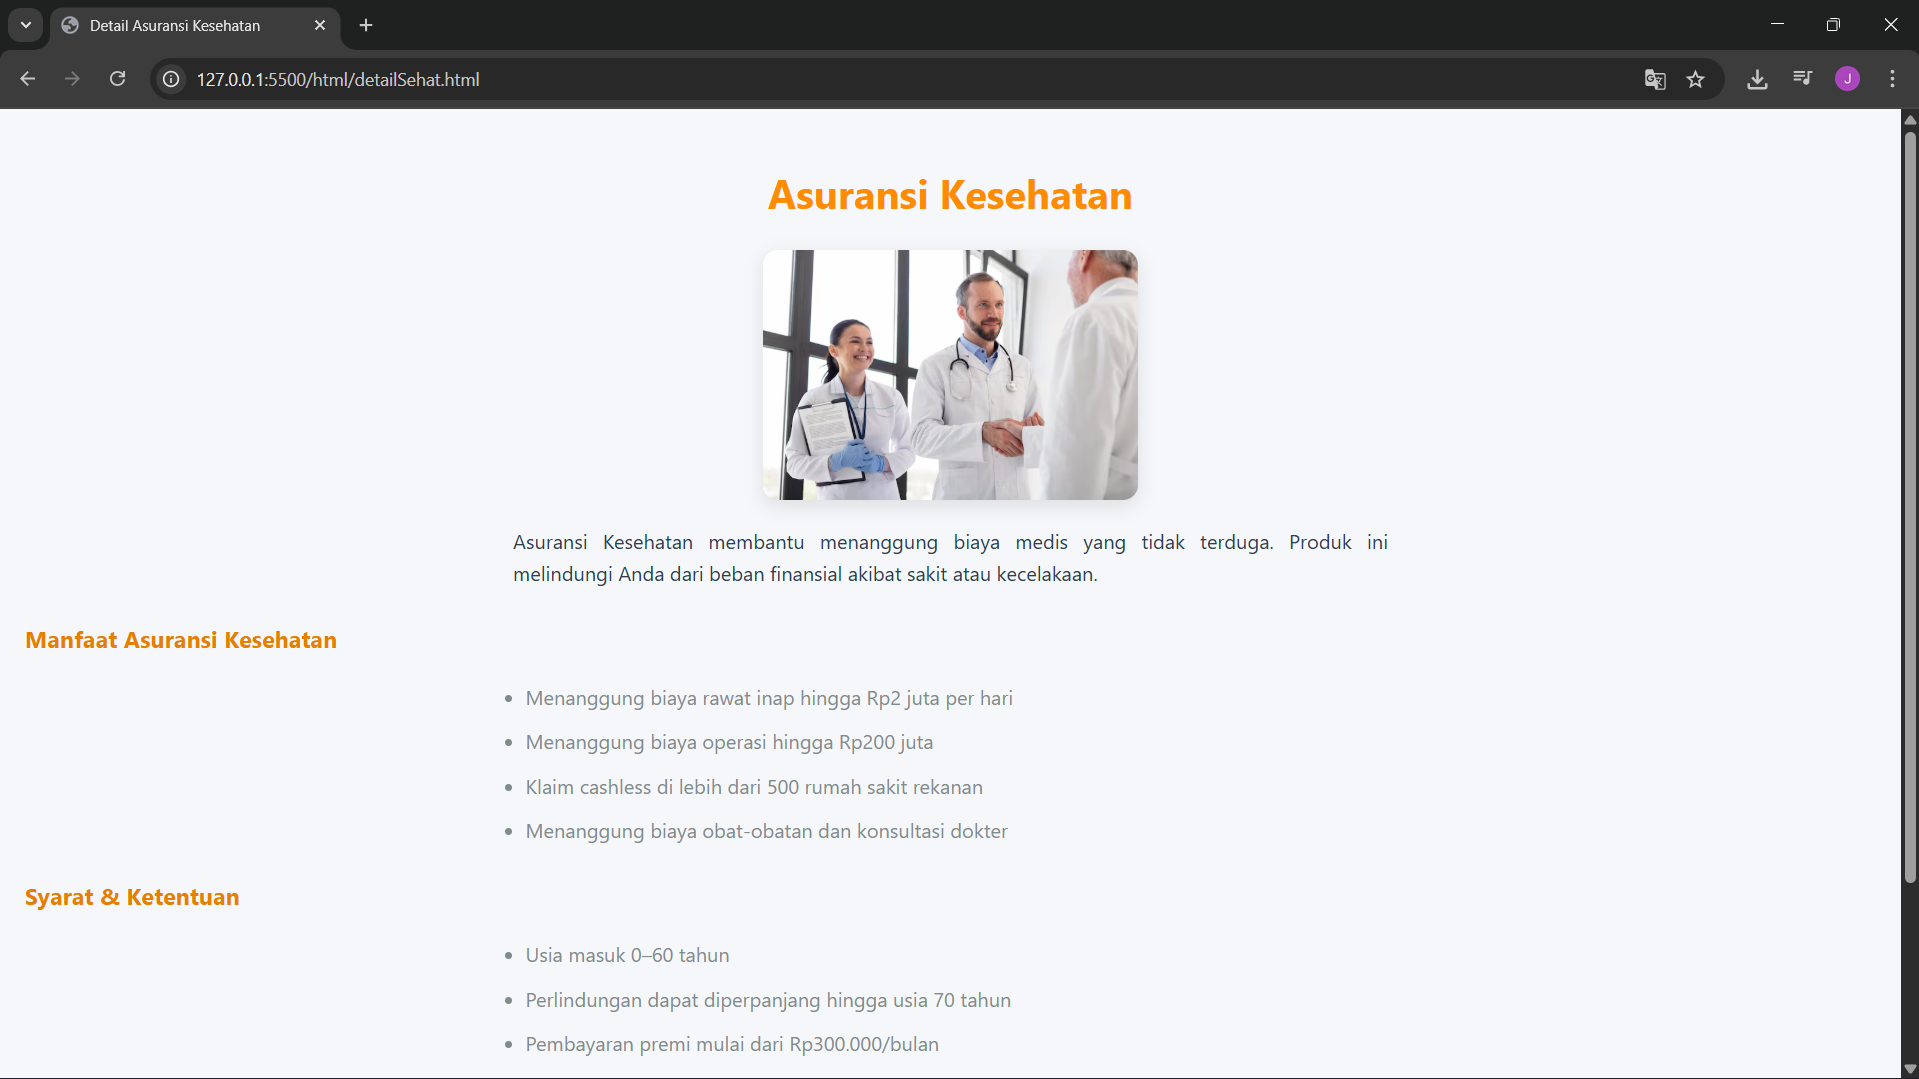 Detail Asuransi Kesehatan
127.0.0.1:5500/html/detailSehat.html
J
Asuransi Kesehatan
Asuransi Kesehatan membantu menanggung biaya medis yang tidak terduga. Produk ini
melindungi Anda dari beban finansial akibat sakit atau kecelakaan.
Manfaat Asuransi Kesehatan
• Menanggung biaya rawat inap hingga Rp2 juta per hari
• Menanggung biaya operasi hingga Rp200 juta
• Klaim cashless di lebih dari 500 rumah sakit rekanan
• Menanggung biaya obat-obatan dan konsultasi dokter
Syarat & Ketentuan
• Usia masuk 0–60 tahun
• Perlindungan dapat diperpanjang hingga usia 70 tahun
• Pembayaran premi mulai dari Rp300.000/bulan